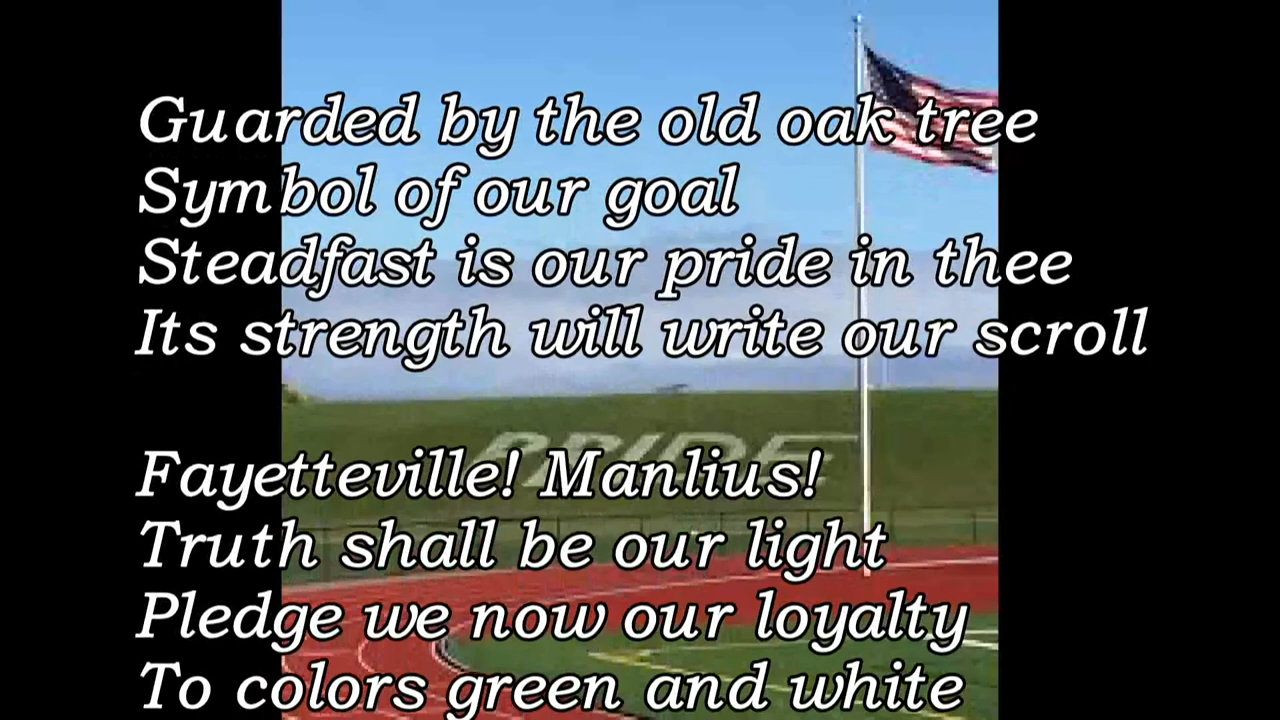 Guarded by the old oak tree
Symbol of our goal
Steadfast is our pride in thee
Its strength will write our scroll
PRIDE
Fayetteville! Manlius!
Truth shall be our light
Pledge we now our loyalty
To colors green and white